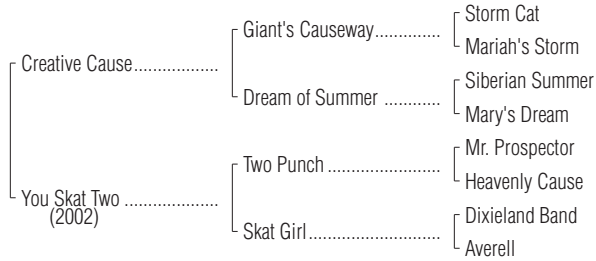 Storm Cat
Giant's Causeway..............
Mariah's Storm
Creative Cause..................
Siberian Summer
Dream of Summer ............
Mary's Dream
Mr. Prospector
Two Punch ........................
Heavenly Cause
You Skat Two ....................
(2002)
Dixieland Band
Skat Girl............................
Averell